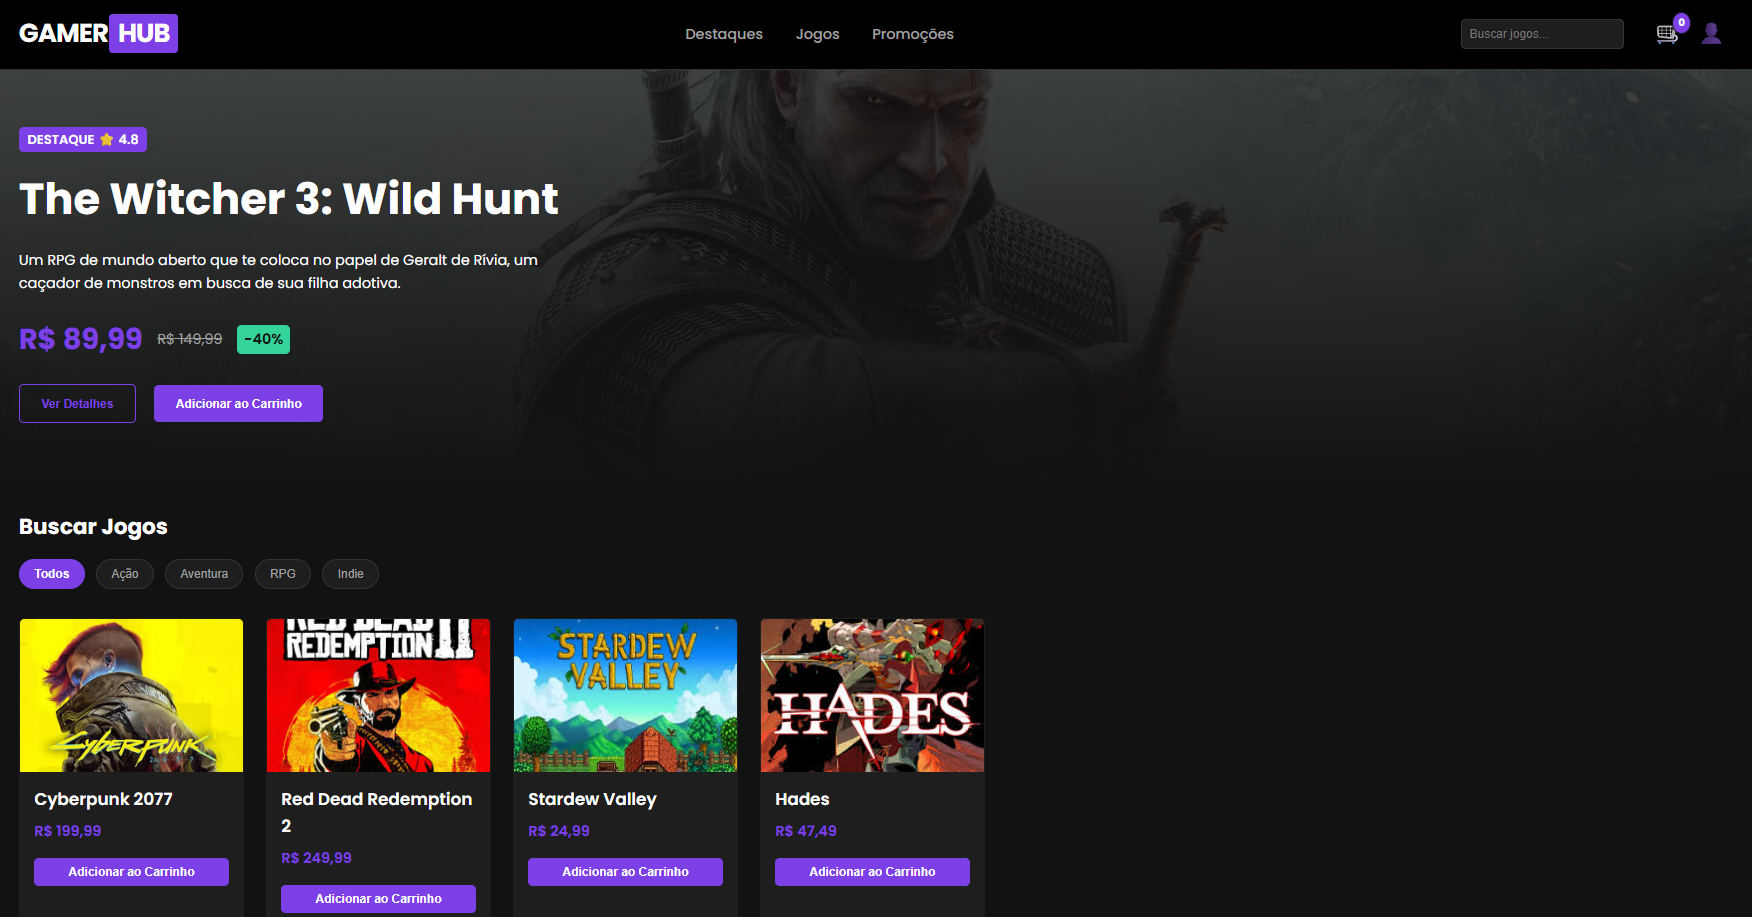 GAMER HUB
Destaques
Jogos
Promoções
Buscar jogos...
0
DESTAQUE ⭐ 4.8
The Witcher 3: Wild Hunt
Um RPG de mundo aberto que te coloca no papel de Geralt de Rívia, um
caçador de monstros em busca de sua filha adotiva.
R$ 89,99 R$ 149,99 -40%
Ver Detalhes
Adicionar ao Carrinho
Buscar Jogos
Todos
Ação
Aventura
RPG
Indie
CYBERPUNK
RED DEAD
REDEMPTION II
STARDEW
VALLEY
HADES
Cyberpunk 2077
R$ 199,99
Adicionar ao Carrinho
Red Dead Redemption
2
R$ 249,99
Adicionar ao Carrinho
Stardew Valley
R$ 24,99
Adicionar ao Carrinho
Hades
R$ 47,49
Adicionar ao Carrinho